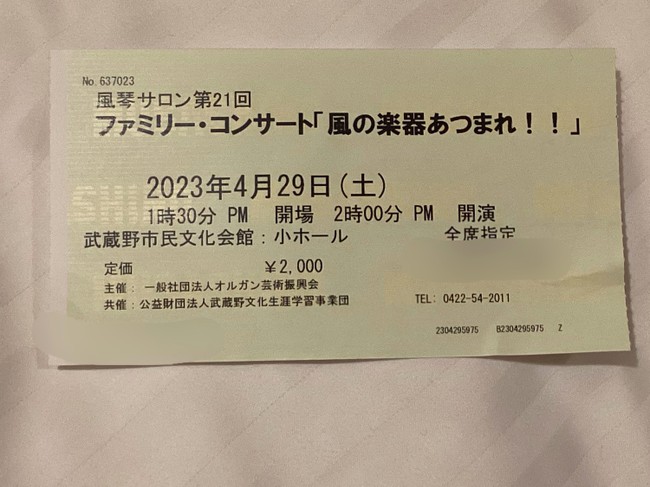 No. 637023
風琴サロン第21回
ファミリー・コンサート「風の楽器あつまれ！！」
2023年4月29日(土)
1時30分 PM 開場 2時00分 PM 開演
武蔵野市民文化会館：小ホール 全席指定
定価 ￥2,000
主催： 一般社団法人オルガン芸術振興会
共催：公益財団法人武蔵野文化生涯学習事業団 TEL: 0422-54-2011
2304295975 B2304295975 Z